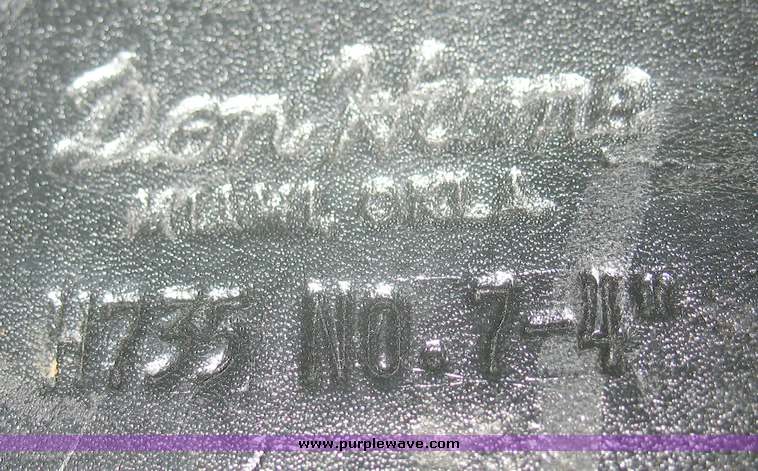 Don Hume
MIAMI, OKLA.
H735 NO. 7-4"
www.purplewave.com